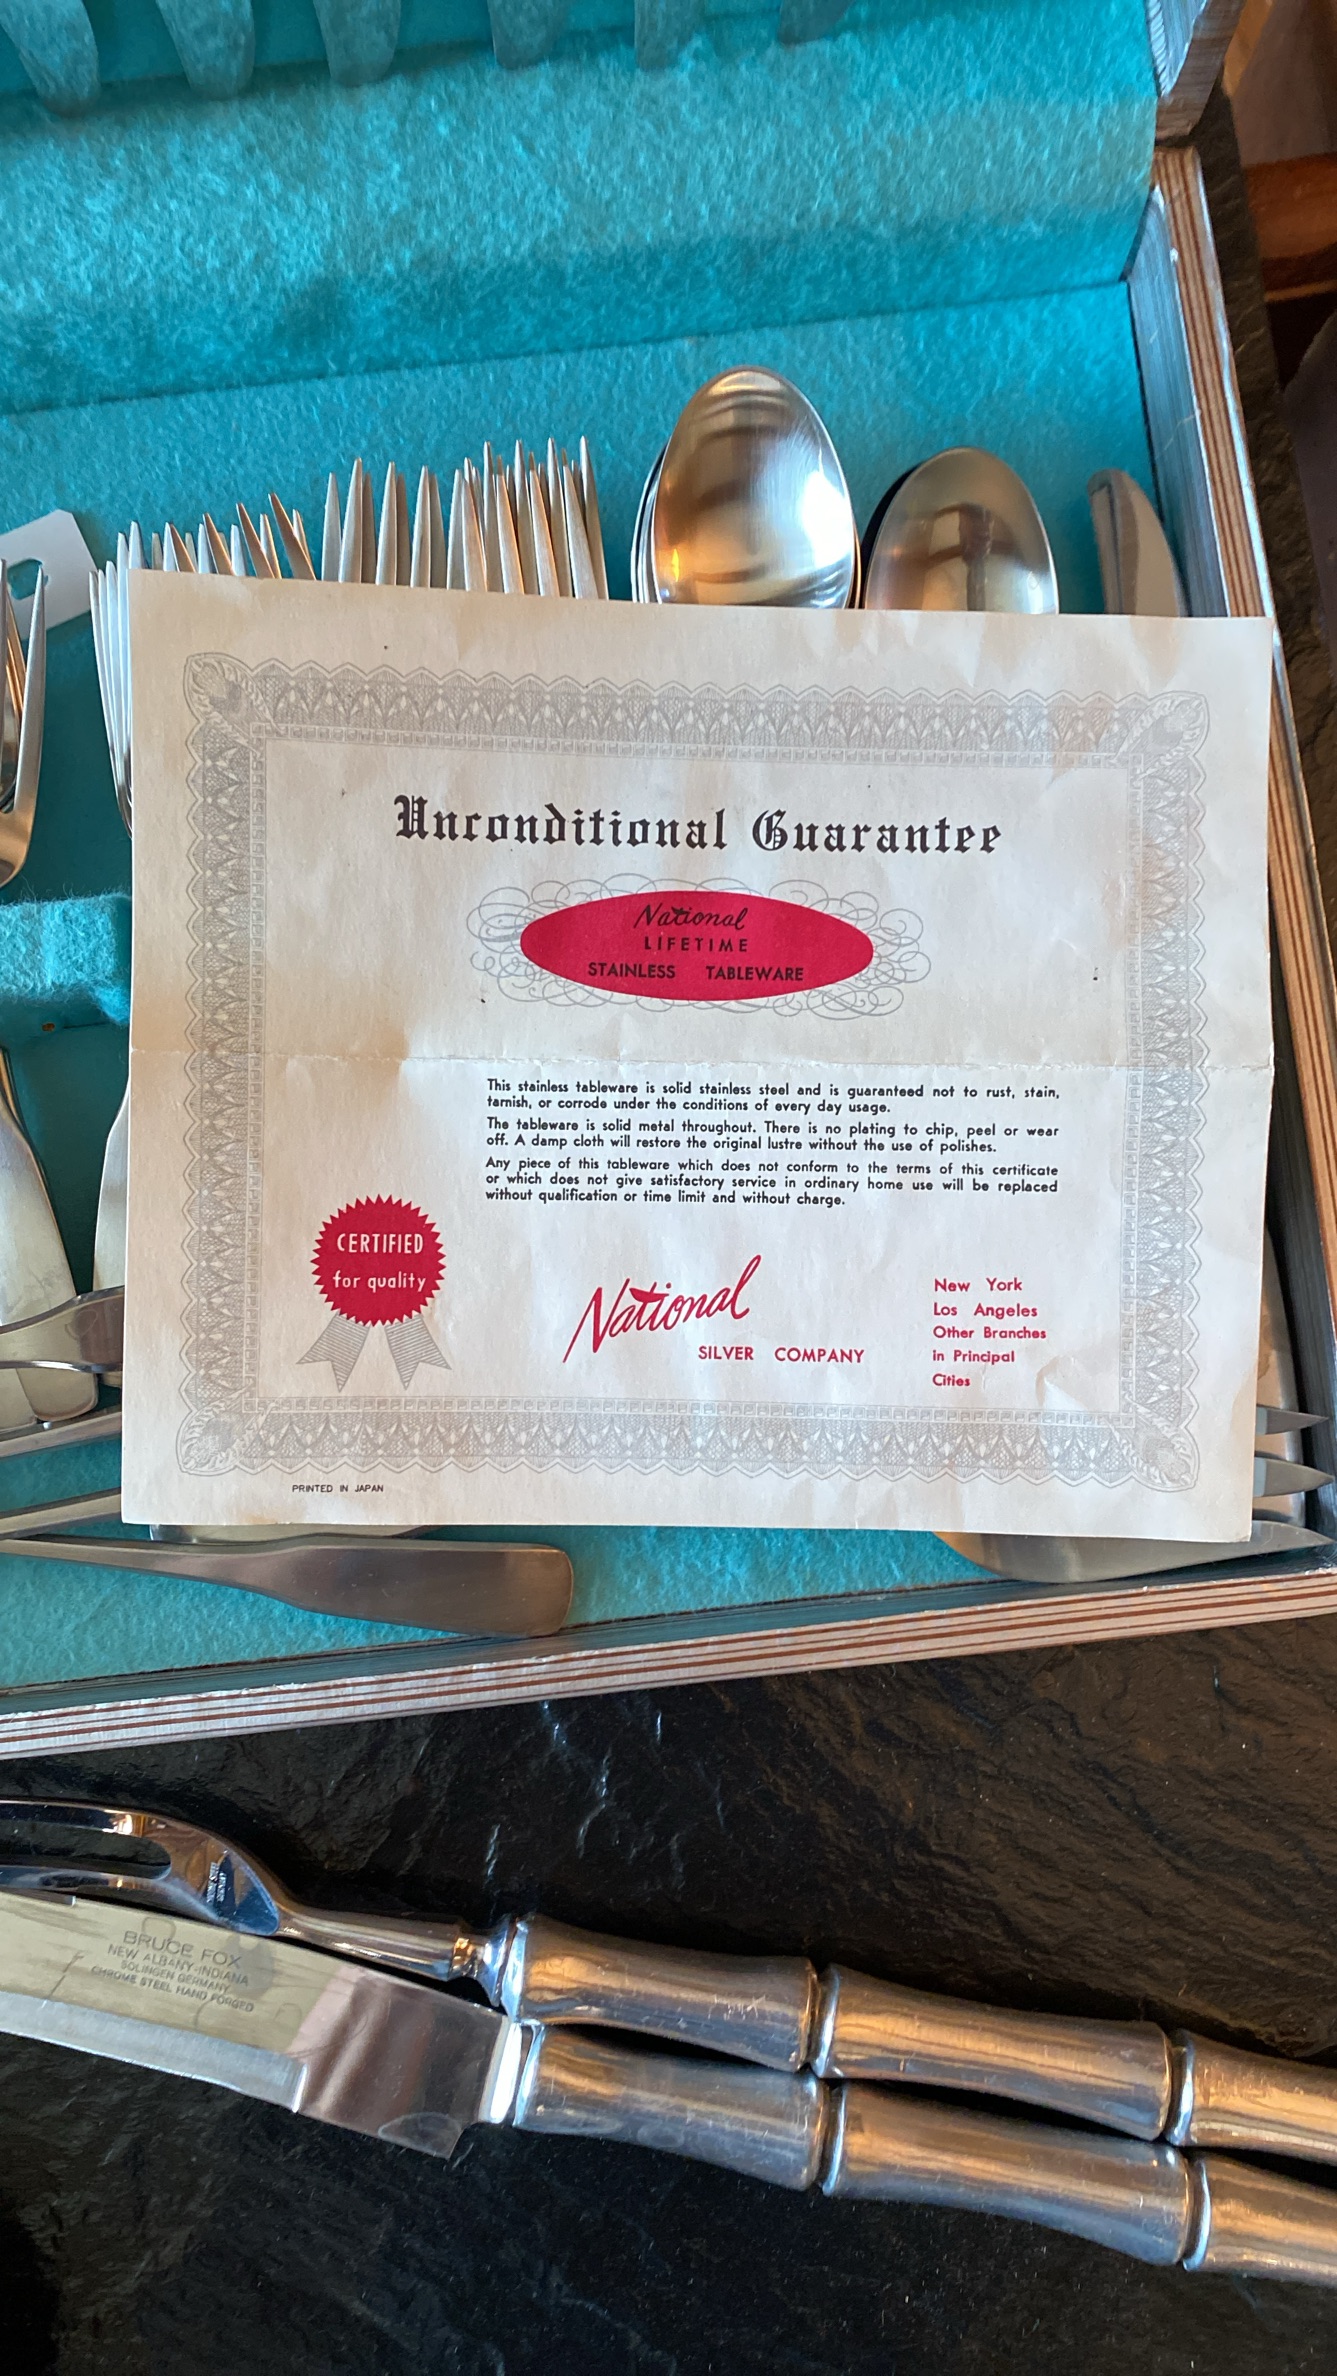 Unconditional Guarantee
National
LIFETIME
STAINLESS TABLEWARE
This stainless tableware is solid stainless steel and is guaranteed not to rust, stain,
tarnish, or corrode under the conditions of every day usage.
The tableware is solid metal throughout. There is no plating to chip, peel or wear
off. A damp cloth will restore the original lustre without the use of polishes.
Any piece of this tableware which does not conform to the terms of this certificate
or which does not give satisfactory service in ordinary home use will be replaced
without qualification or time limit and without charge.
CERTIFIED
for quality
National
SILVER COMPANY
New York
Los Angeles
Other Branches
in Principal
Cities
PRINTED IN JAPAN
BRUCE FOX
NEW ALBANY-INDIANA
SOLINGEN GERMANY
CHROME STEEL HAND FORGED